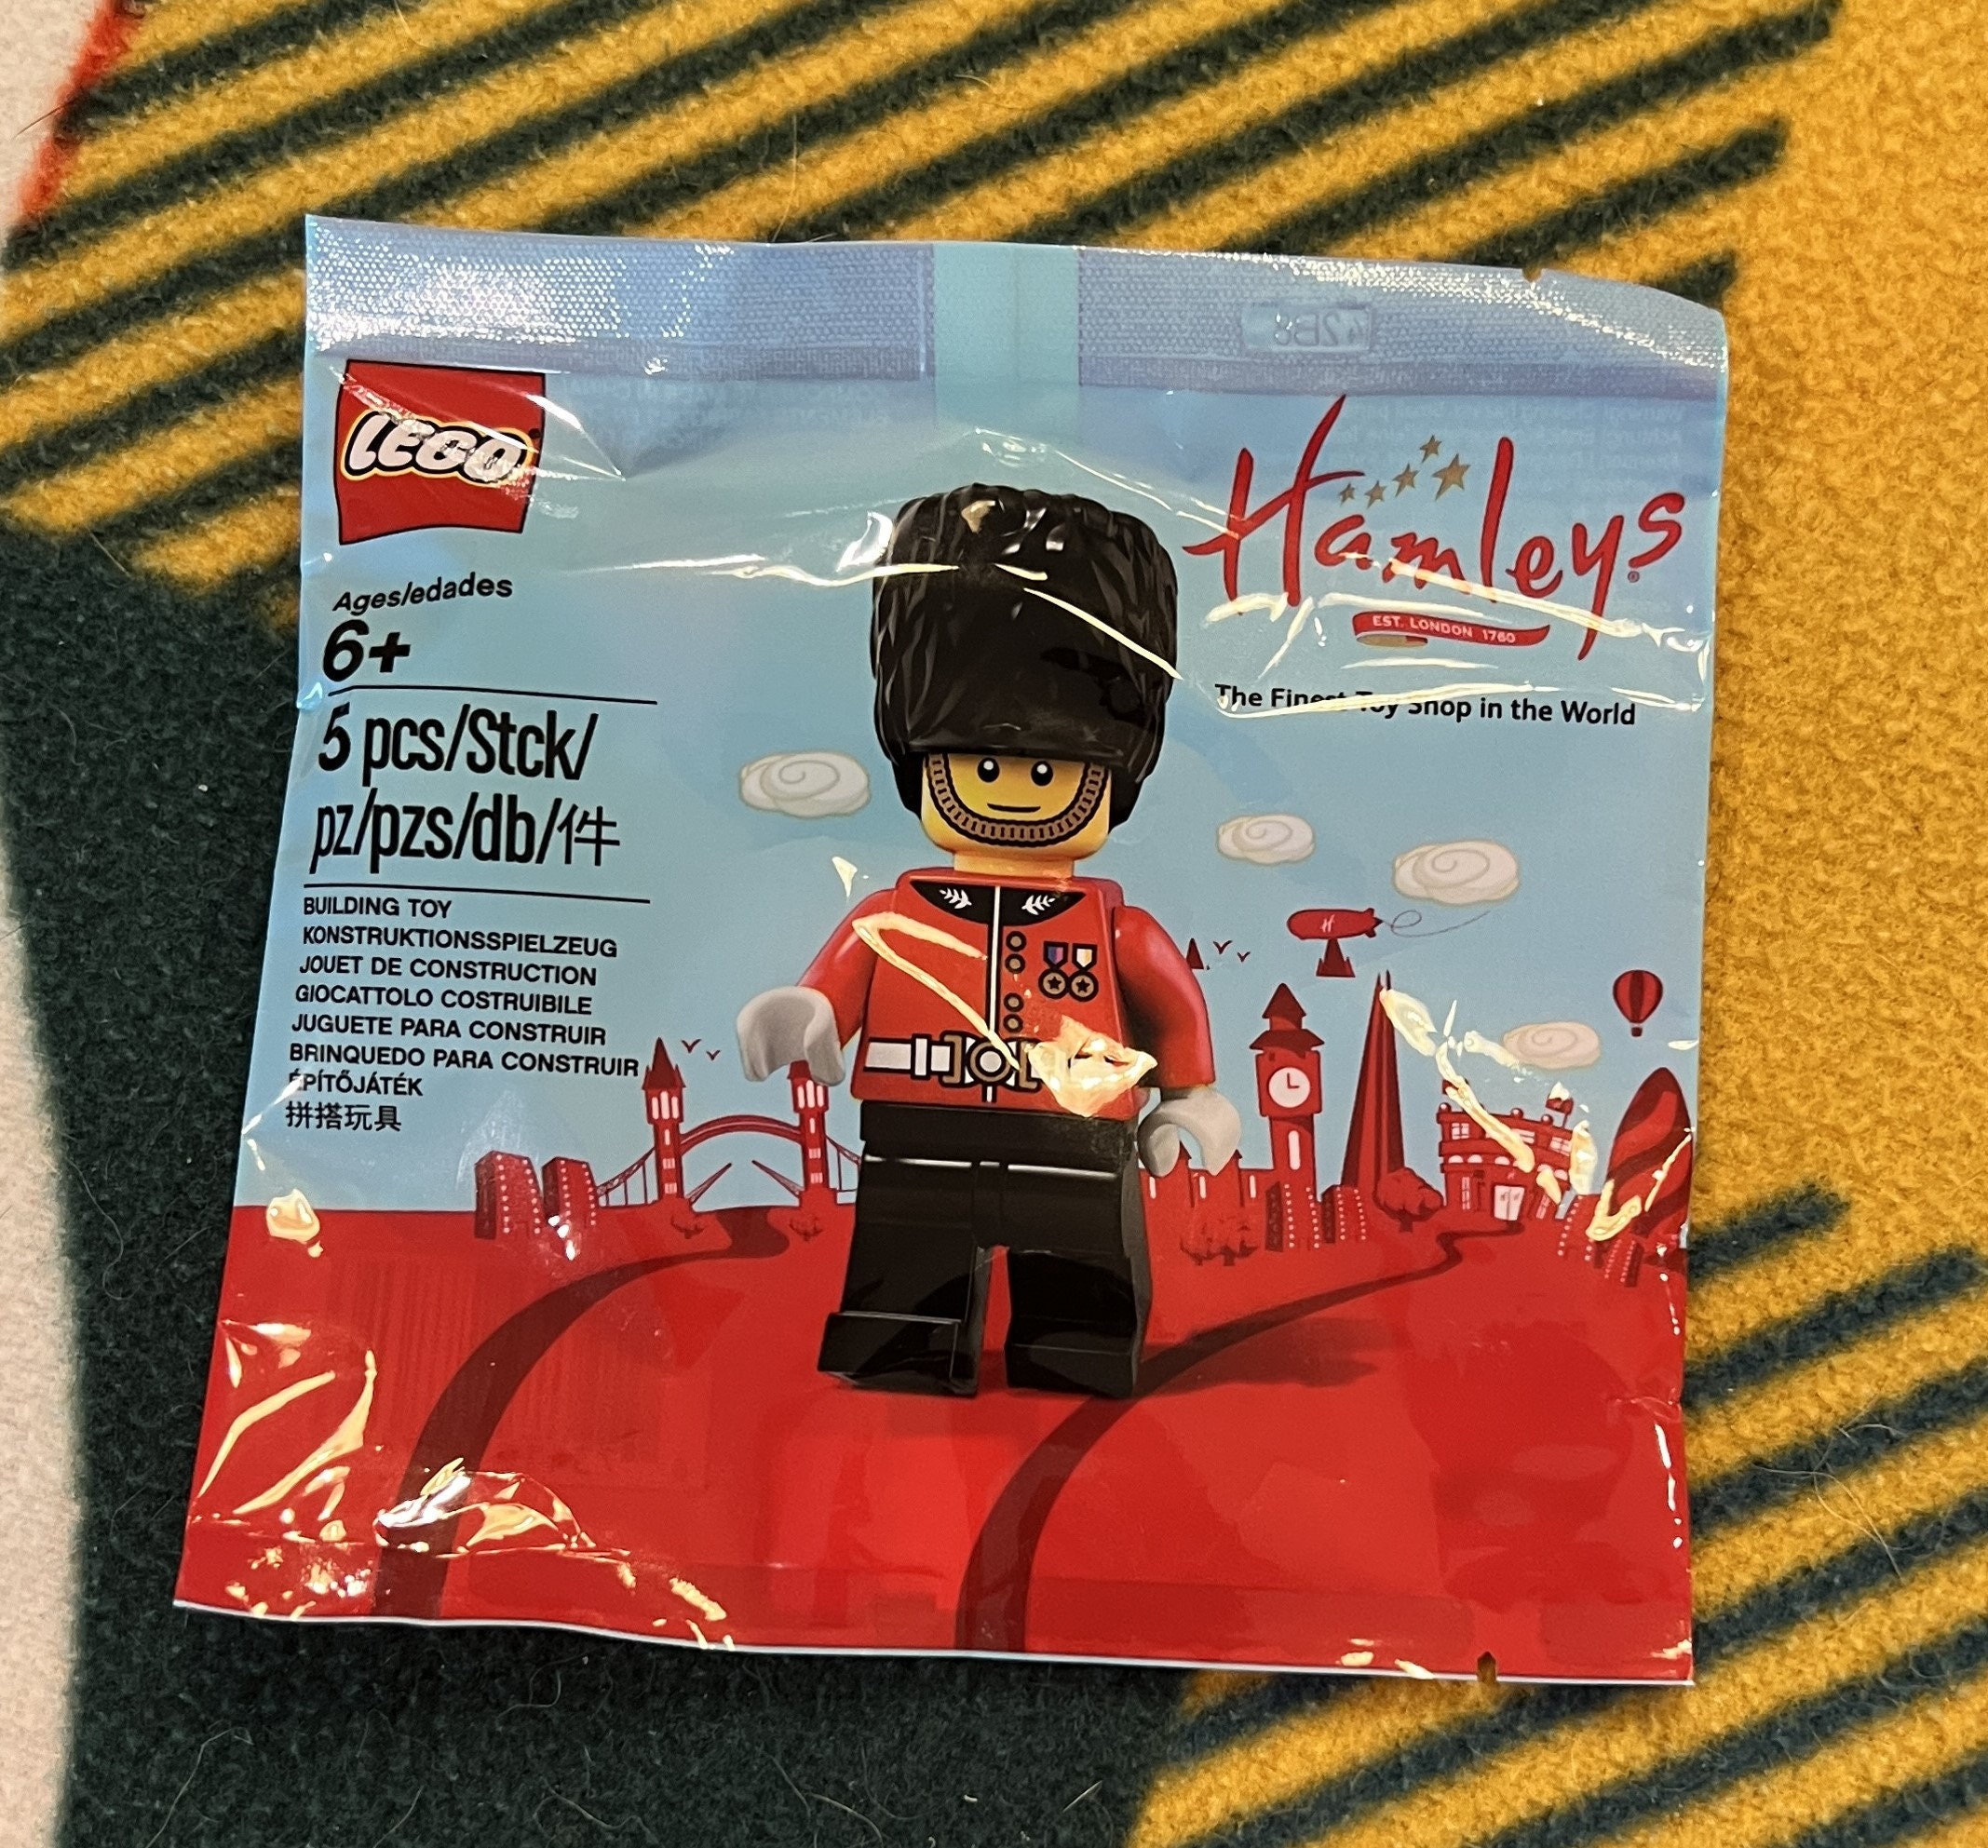 LEGO
Hamleys®
EST. LONDON 1760
The Finest Toy Shop in the World
Ages/edades
6+
5 pcs/Stck/
pz/pzs/db/件
BUILDING TOY
KONSTRUKTIONSSPIELZEUG
JOUET DE CONSTRUCTION
GIOCATTOLO COSTRUIBILE
JUGUETE PARA CONSTRUIR
BRINQUEDO PARA CONSTRUIR
ÉPÍTŐJÁTÉK
拼搭玩具
H